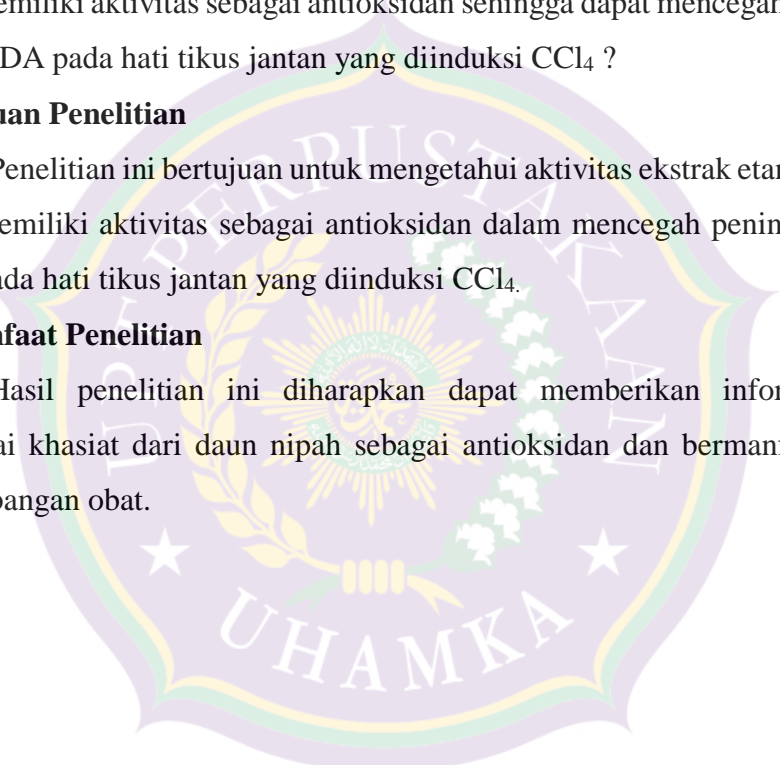 emiliki aktivitas sebagai antioksidan sehingga dapat mencegah
DA pada hati tikus jantan yang diinduksi CCl₄ ?
uan Penelitian
Penelitian ini bertujuan untuk mengetahui aktivitas ekstrak etan
emiliki aktivitas sebagai antioksidan dalam mencegah penin
ada hati tikus jantan yang diinduksi CCl₄.
faat Penelitian
Hasil penelitian ini diharapkan dapat memberikan infor
ai khasiat dari daun nipah sebagai antioksidan dan berman
bangan obat.
UPT PERPUSTAKAAN
UHAMKA